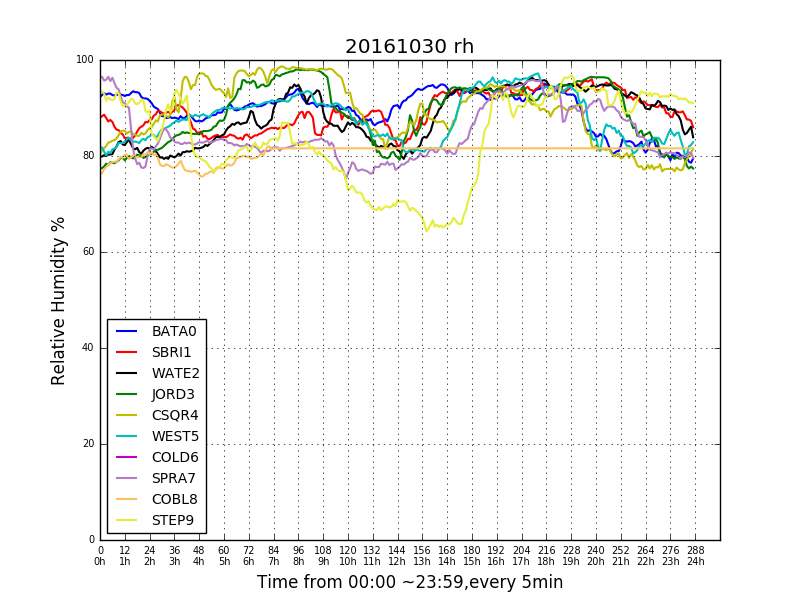 20161030 rh
Relative Humidity %
100
80
60
40
20
0
BATA0
SBRI1
WATE2
JORD3
CSQR4
WEST5
COLD6
SPRA7
COBL8
STEP9
0 12 24 36 48 60 72 84 96 108 120 132 144 156 168 180 192 204 216 228 240 252 264 276 288
0h 1h 2h 3h 4h 5h 6h 7h 8h 9h 10h 11h 12h 13h 14h 15h 16h 17h 18h 19h 20h 21h 22h 23h 24h
Time from 00:00 ~23:59,every 5min